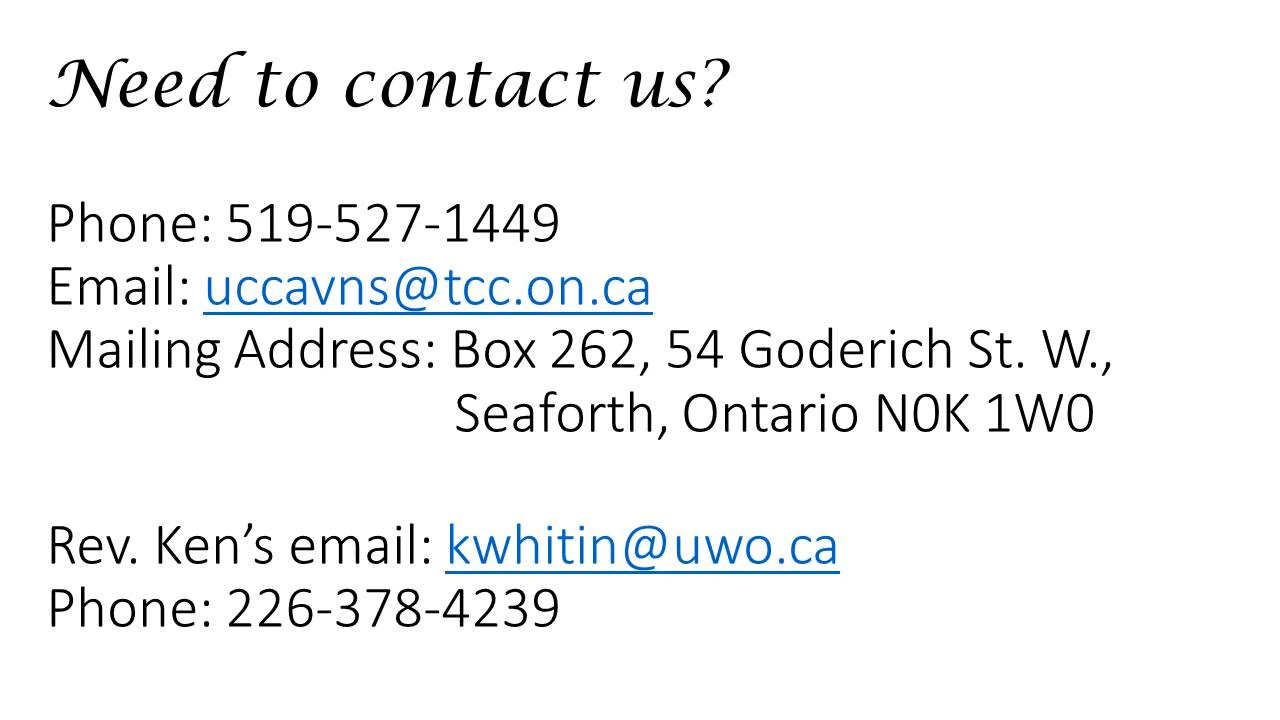 Need to contact us?
Phone: 519-527-1449
Email: uccavns@tcc.on.ca
Mailing Address: Box 262, 54 Goderich St. W.,
Seaforth, Ontario N0K 1W0
Rev. Ken’s email: kwhitin@uwo.ca
Phone: 226-378-4239